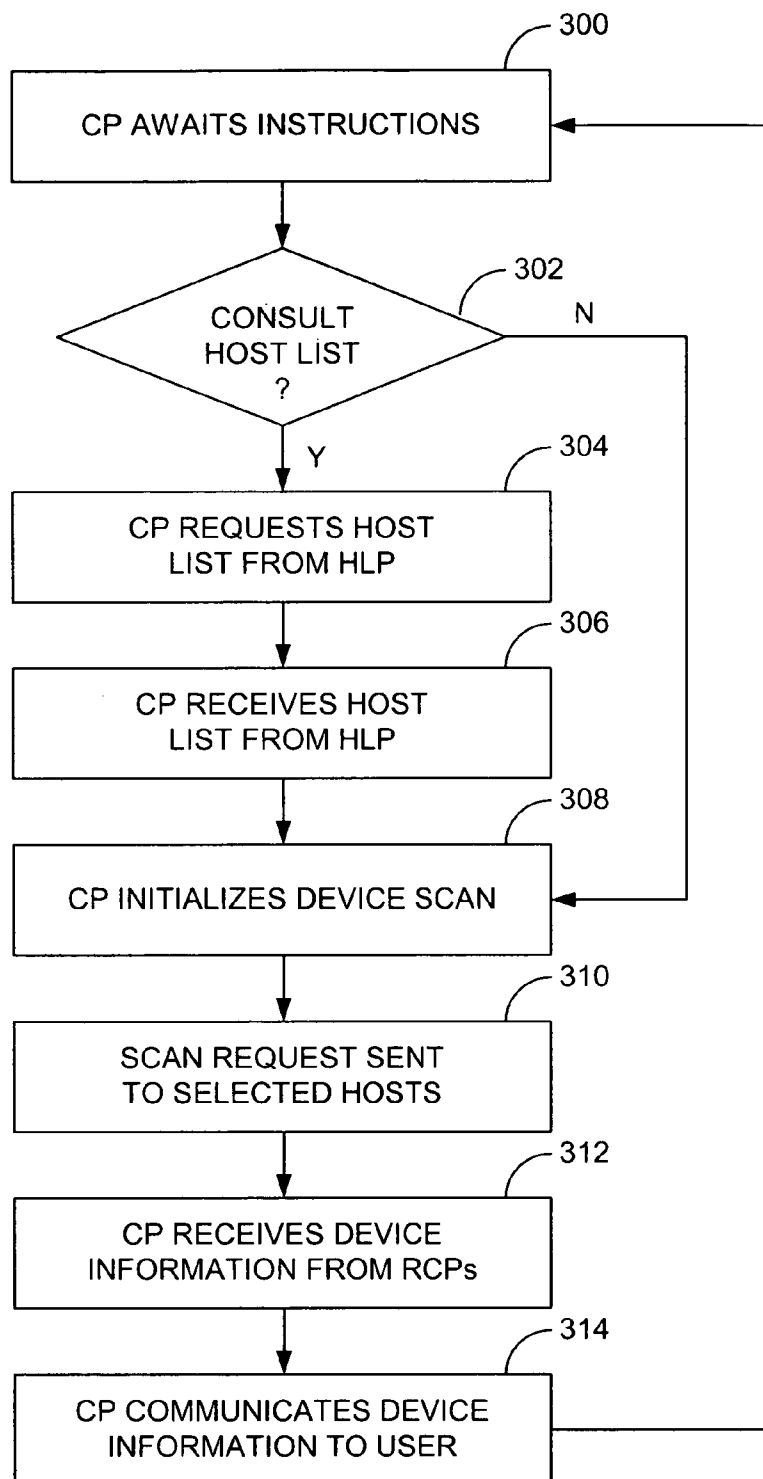 300
CP AWAITS INSTRUCTIONS
302
CONSULT
HOST LIST
?
N
Y
304
CP REQUESTS HOST
LIST FROM HLP
306
CP RECEIVES HOST
LIST FROM HLP
308
CP INITIALIZES DEVICE SCAN
310
SCAN REQUEST SENT
TO SELECTED HOSTS
312
CP RECEIVES DEVICE
INFORMATION FROM RCPs
314
CP COMMUNICATES DEVICE
INFORMATION TO USER